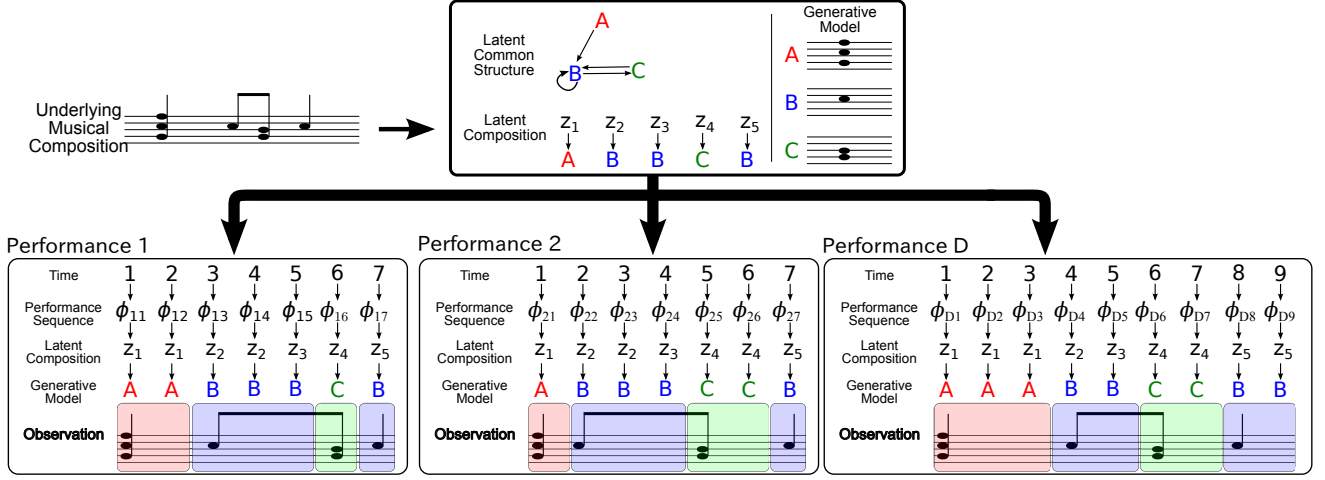 Underlying
Musical
Composition
Latent
Common
Structure
A
B
C
Latent
Composition
z1 z2 z3 z4 z5
A B B C B
Generative
Model
A
B
C
Performance 1
Time 1 2 3 4 5 6 7
Performance
Sequence
ϕ11 ϕ12 ϕ13 ϕ14 ϕ15 ϕ16 ϕ17
Latent
Composition
z1 z1 z2 z2 z3 z4 z5
Generative
Model
A A B B B C B
Observation
Performance 2
Time 1 2 3 4 5 6 7
Performance
Sequence
ϕ21 ϕ22 ϕ23 ϕ24 ϕ25 ϕ26 ϕ27
Latent
Composition
z1 z2 z2 z3 z4 z4 z5
Generative
Model
A B B B C C B
Observation
Performance D
Time 1 2 3 4 5 6 7 8 9
Performance
Sequence
ϕD1 ϕD2 ϕD3 ϕD4 ϕD5 ϕD6 ϕD7 ϕD8 ϕD9
Latent
Composition
z1 z1 z1 z2 z3 z4 z4 z5 z5
Generative
Model
A A A B B C C B B
Observation